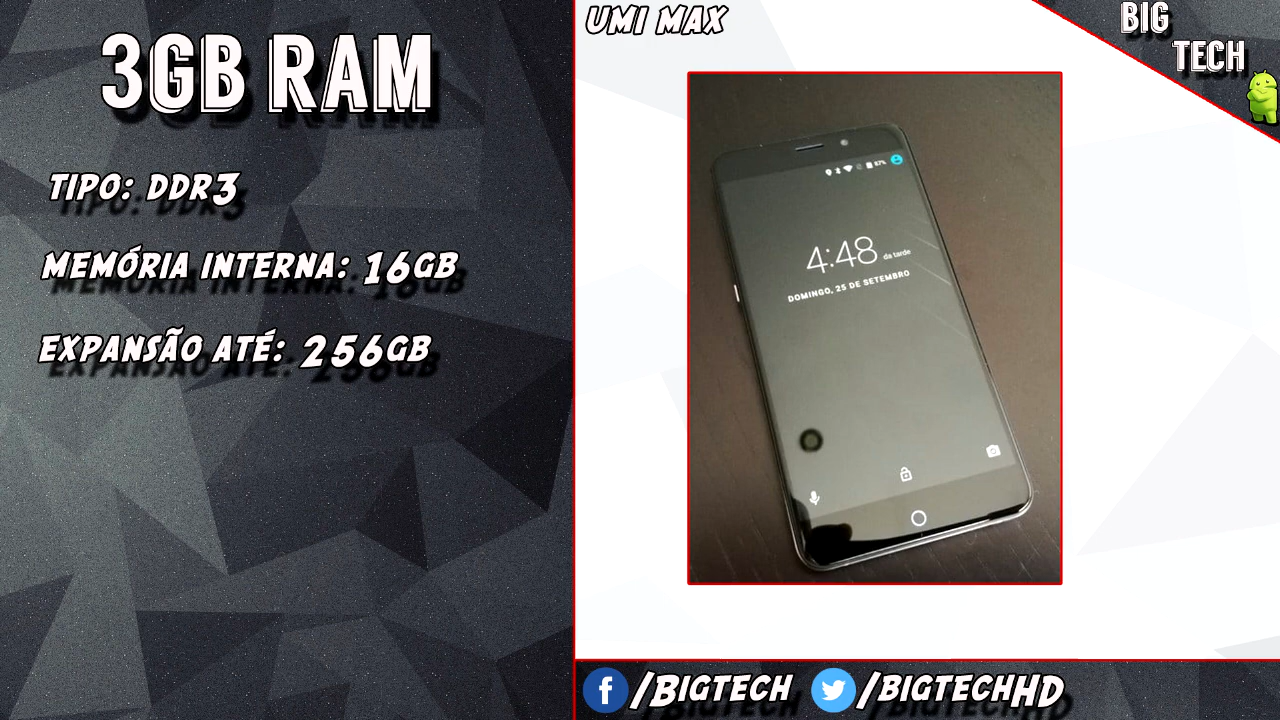 3GB RAM
TIPO: DDR3
MEMÓRIA INTERNA: 16GB
EXPANSÃO ATÉ: 256GB
UMI MAX
BIG
TECH
87%
4:48 da tarde
DOMINGO, 25 DE SETEMBRO
/BIGTECH
/BIGTECHHD